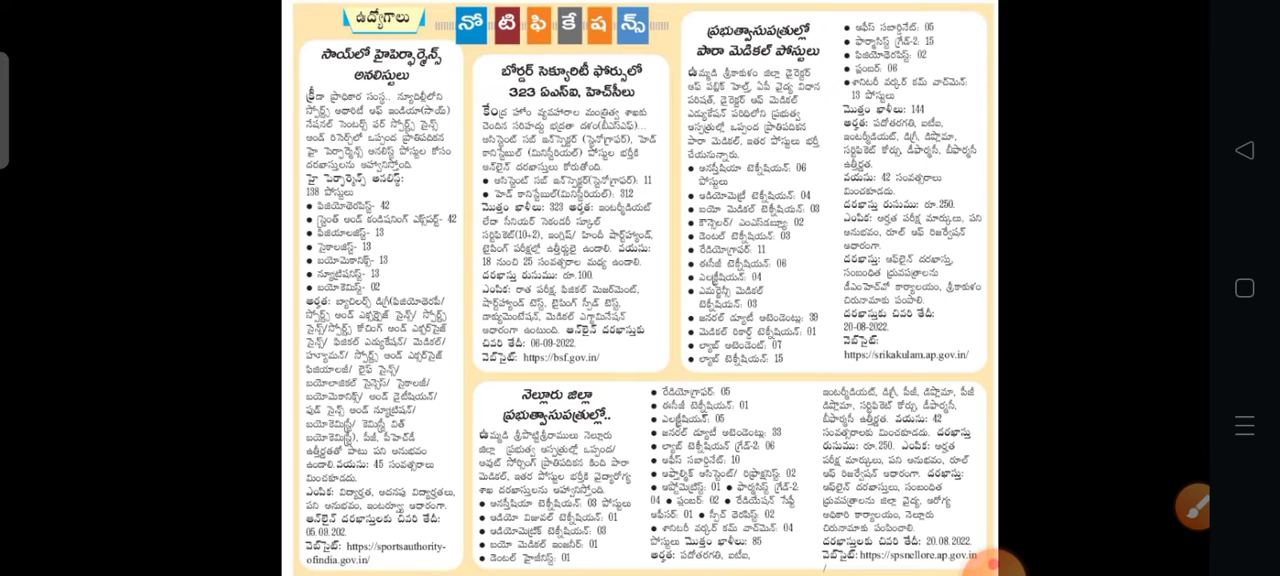 ఉద్యోగాలు
నోటిఫికేషన్స్
సాయ్‌లో హైపెర్ఫార్మెన్స్
అనలిస్టులు
క్రీడా ప్రాధికార సంస్థ.. న్యూఢిల్లీలోని
స్పోర్ట్స్ అథారిటీ ఆఫ్ ఇండియా(సాయ్)
నేషనల్ సెంటర్స్ ఫర్ స్పోర్ట్స్ సైన్స్
అండ్ రిసెర్చ్‌లో ఒప్పంద ప్రాతిపదికన
హై పెర్ఫార్మెన్స్ అనలిస్ట్ పోస్టుల కోసం
దరఖాస్తులను ఆహ్వానిస్తోంది.
హై పెర్ఫార్మెన్స్ అనలిస్ట్:
138 పోస్టులు
● ఫిజియోథెరపిస్ట్- 42
● స్ట్రెంత్ అండ్ కండిషనింగ్ ఎక్స్‌పర్ట్- 42
● ఫిజియాలజిస్ట్- 13
● సైకాలజిస్ట్- 13
● బయోమెకానిక్స్- 13
● న్యూట్రిషనిస్ట్- 13
● బయోకెమిస్ట్- 02
అర్హత: బ్యాచిలర్స్ డిగ్రీ(ఫిజియోథెరపీ/
స్పోర్ట్స్ అండ్ ఎక్సర్‌సైజ్ సైన్స్/ స్పోర్ట్స్
సైన్స్/స్పోర్ట్స్ కోచింగ్ అండ్ ఎక్సర్‌సైజ్
సైన్స్/ ఫిజికల్ ఎడ్యుకేషన్/ మెడికల్/
హ్యూమన్/ స్పోర్ట్స్ అండ్ ఎక్సర్‌సైజ్
ఫిజియాలజీ/ లైఫ్ సైన్స్/
బయోలాజికల్ సైన్సెస్/ సైకాలజీ/
బయోమెకానిక్స్/ అండ్ డైటీషియన్/
ఫుడ్ సైన్స్ అండ్ న్యూట్రిషన్/
బయోకెమిస్ట్రీ/ కెమిస్ట్రీ విత్
బయోకెమిస్ట్రీ), పీజీ, పీహెచ్‌డీ
ఉత్తీర్ణతతో పాటు పని అనుభవం
ఉండాలి. వయసు: 45 సంవత్సరాలు
మించకూడదు.
ఎంపిక: విద్యార్హత, అదనపు విద్యార్హతలు,
పని అనుభవం, ఇంటర్వ్యూ ఆధారంగా.
ఆన్‌లైన్ దరఖాస్తులకు చివరి తేదీ:
05.09.202.
వెబ్‌సైట్: https://sportsauthority-
ofindia.gov.in/
బోర్డర్ సెక్యూరిటీ ఫోర్సులో
323 ఏఎస్ఐ, హెచ్‌సీలు
కేంద్ర హోం వ్యవహారాల మంత్రిత్వ శాఖకు
చెందిన సరిహద్దు భద్రతా దళం(బీఎస్ఎఫ్)...
అసిస్టెంట్ సబ్ ఇన్‌స్పెక్టర్ (స్టెనోగ్రాఫర్), హెడ్
కానిస్టేబుల్ (మినిస్టీరియల్) పోస్టుల భర్తీకి
ఆన్‌లైన్ దరఖాస్తులు కోరుతోంది.
● అసిస్టెంట్ సబ్ ఇన్‌స్పెక్టర్(స్టెనోగ్రాఫర్): 11
● హెడ్ కానిస్టేబుల్(మినిస్టీరియల్): 312
మొత్తం ఖాళీలు: 323 అర్హత: ఇంటర్మీడియట్
లేదా సీనియర్ సెకండరీ స్కూల్
సర్టిఫికెట్(10+2), ఇంగ్లిష్/ హిందీ షార్ట్‌హ్యాండ్,
టైపింగ్ పరీక్షల్లో ఉత్తీర్ణులై ఉండాలి. వయసు:
18 నుంచి 25 సంవత్సరాల మధ్య ఉండాలి.
దరఖాస్తు రుసుము: రూ.100.
ఎంపిక: రాత పరీక్ష, ఫిజికల్ మెజర్‌మెంట్,
షార్ట్‌హ్యాండ్ టెస్ట్, టైపింగ్ స్పీడ్ టెస్ట్,
డాక్యుమెంటేషన్, మెడికల్ ఎగ్జామినేషన్
ఆధారంగా ఉంటుంది. ఆన్‌లైన్ దరఖాస్తుకు
చివరి తేదీ: 06-09-2022.
వెబ్‌సైట్: https://bsf.gov.in/
ప్రభుత్వాసుపత్రుల్లో
పారా మెడికల్ పోస్టులు
ఉమ్మడి శ్రీకాకుళం జిల్లా డైరెక్టర్
ఆఫ్ పబ్లిక్ హెల్త్, ఏపీ వైద్య విధాన
పరిషత్, డైరెక్టర్ ఆఫ్ మెడికల్
ఎడ్యుకేషన్ పరిధిలోని ప్రభుత్వ
ఆస్పత్రుల్లో ఒప్పంద ప్రాతిపదికన
పారా మెడికల్, ఇతర పోస్టులు భర్తీ
చేయనున్నారు.
● అనస్తీషియా టెక్నీషియన్: 06
పోస్టులు
● ఆడియోమెట్రీ టెక్నీషియన్: 04
● బయో మెడికల్ టెక్నీషియన్: 03
● కౌన్సెలర్/ ఎంఎస్‌డబ్ల్యూ: 02
● డెంటల్ టెక్నీషియన్: 03
● రేడియోగ్రాఫర్: 11
● ఈసీజీ టెక్నీషియన్: 06
● ఎలక్ట్రీషియన్: 04
● ఎమర్జెన్సీ మెడికల్
టెక్నీషియన్: 03
● జనరల్ డ్యూటీ అటెండెంట్లు: 39
● మెడికల్ రికార్డ్ టెక్నీషియన్: 01
● ల్యాబ్ అటెండెంట్: 07
● ల్యాబ్ టెక్నీషియన్: 15
● ఆఫీస్ సబార్డినేట్: 05
● ఫార్మాసిస్ట్ గ్రేడ్-2: 15
● ఫిజియోథెరపిస్ట్: 02
● ప్లంబర్: 06
● శానిటరీ వర్కర్ కమ్ వాచ్‌మెన్:
13 పోస్టులు
మొత్తం ఖాళీలు: 144
అర్హత: పదోతరగతి, ఐటీఐ,
ఇంటర్మీడియట్, డిగ్రీ, డిప్లొమా,
సర్టిఫికెట్ కోర్సు, డీఫార్మసీ, బీఫార్మసీ
ఉత్తీర్ణత.
వయసు: 42 సంవత్సరాలు
మించకూడదు.
దరఖాస్తు రుసుము: రూ.250.
ఎంపిక: అర్హత పరీక్ష మార్కులు, పని
అనుభవం, రూల్ ఆఫ్ రిజర్వేషన్
ఆధారంగా.
దరఖాస్తు: ఆఫ్‌లైన్ దరఖాస్తు,
సంబంధిత ధ్రువపత్రాలను
డీఎంహెచ్‌వో కార్యాలయం, శ్రీకాకుళం
చిరునామాకు పంపాలి.
దరఖాస్తుకు చివరి తేదీ:
20-08-2022.
వెబ్‌సైట్:
https://srikakulam.ap.gov.in/
నెల్లూరు జిల్లా
ప్రభుత్వాసుపత్రుల్లో..
ఉమ్మడి శ్రీపొట్టిశ్రీరాములు నెల్లూరు
జిల్లా ప్రభుత్వ ఆస్పత్రుల్లో ఒప్పంద/
అవుట్ సోర్సింగ్ ప్రాతిపదికన కింది పారా
మెడికల్, ఇతర పోస్టుల భర్తీకి వైద్యారోగ్య
శాఖ దరఖాస్తులను ఆహ్వానిస్తోంది.
● అనస్తీషియా టెక్నీషియన్: 03 పోస్టులు
● ఆడియో విజువల్ టెక్నీషియన్: 01
● ఆడియోమెట్రిక్ టెక్నీషియన్: 03
● బయో మెడికల్ ఇంజనీర్: 01
● డెంటల్ హైజీనిస్ట్: 01
● రేడియోగ్రాఫర్: 05
● ఈసీజీ టెక్నీషియన్: 01
● ఎలక్ట్రీషియన్: 05
● జనరల్ డ్యూటీ అటెండెంట్లు: 33
● ల్యాబ్ టెక్నీషియన్ గ్రేడ్-2: 06
● ఆఫీస్ సబార్డినేట్: 10
● ఆఫ్తాల్మిక్ అసిస్టెంట్/ రిఫ్రాక్షనిస్ట్: 02
● ఆప్టోమెట్రిస్ట్: 01 ● ఫార్మసిస్ట్ గ్రేడ్-2:
04 ● ప్లంబర్: 02 ● రేడియేషన్ సేఫ్టీ
ఆఫీసర్: 01 ● స్పీచ్ థెరపిస్ట్: 02
● శానిటరీ వర్కర్ కమ్ వాచ్‌మెన్: 04
పోస్టులు మొత్తం ఖాళీలు: 85
అర్హత: పదోతరగతి, ఐటీఐ,
ఇంటర్మీడియట్, డిగ్రీ, పీజీ, డిప్లొమా, పీజీ
డిప్లొమా, సర్టిఫికెట్ కోర్సు, డీఫార్మసీ,
బీఫార్మసీ ఉత్తీర్ణత. వయసు: 42
సంవత్సరాలకు మించకూడదు. దరఖాస్తు
రుసుము: రూ.250. ఎంపిక: అర్హత
పరీక్ష మార్కులు, పని అనుభవం, రూల్
ఆఫ్ రిజర్వేషన్ ఆధారంగా. దరఖాస్తు:
ఆఫ్‌లైన్ దరఖాస్తులు, సంబంధిత
ధ్రువపత్రాలను జిల్లా వైద్య, ఆరోగ్య
అధికారి కార్యాలయం, నెల్లూరు
చిరునామకు పంపించాలి.
దరఖాస్తులకు చివరి తేదీ: 20.08.2022.
వెబ్‌సైట్: https://spsnellore.ap.gov.in
/